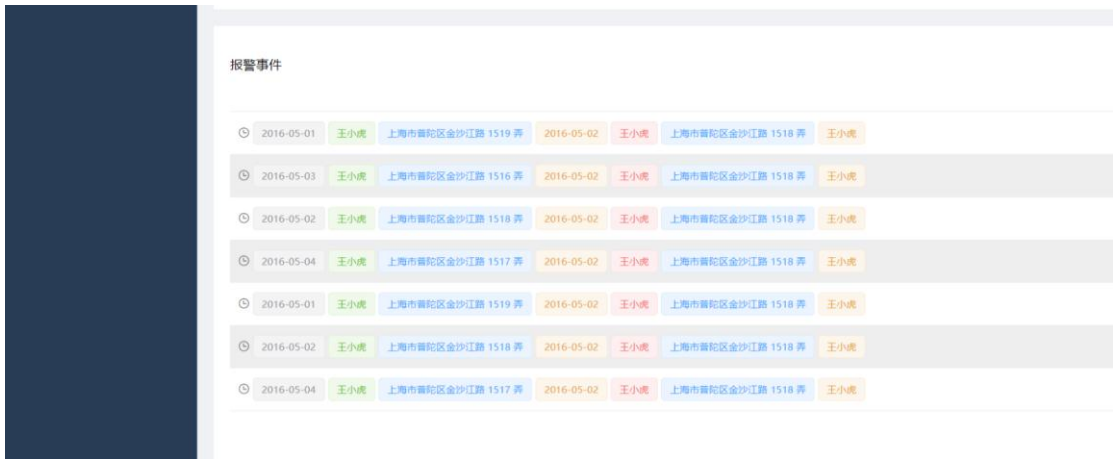 报警事件
2016-05-01 王小虎 上海市普陀区金沙江路 1519 弄 2016-05-02 王小虎 上海市普陀区金沙江路 1518 弄 王小虎
2016-05-03 王小虎 上海市普陀区金沙江路 1516 弄 2016-05-02 王小虎 上海市普陀区金沙江路 1518 弄 王小虎
2016-05-02 王小虎 上海市普陀区金沙江路 1518 弄 2016-05-02 王小虎 上海市普陀区金沙江路 1518 弄 王小虎
2016-05-04 王小虎 上海市普陀区金沙江路 1517 弄 2016-05-02 王小虎 上海市普陀区金沙江路 1518 弄 王小虎
2016-05-01 王小虎 上海市普陀区金沙江路 1519 弄 2016-05-02 王小虎 上海市普陀区金沙江路 1518 弄 王小虎
2016-05-02 王小虎 上海市普陀区金沙江路 1518 弄 2016-05-02 王小虎 上海市普陀区金沙江路 1518 弄 王小虎
2016-05-04 王小虎 上海市普陀区金沙江路 1517 弄 2016-05-02 王小虎 上海市普陀区金沙江路 1518 弄 王小虎